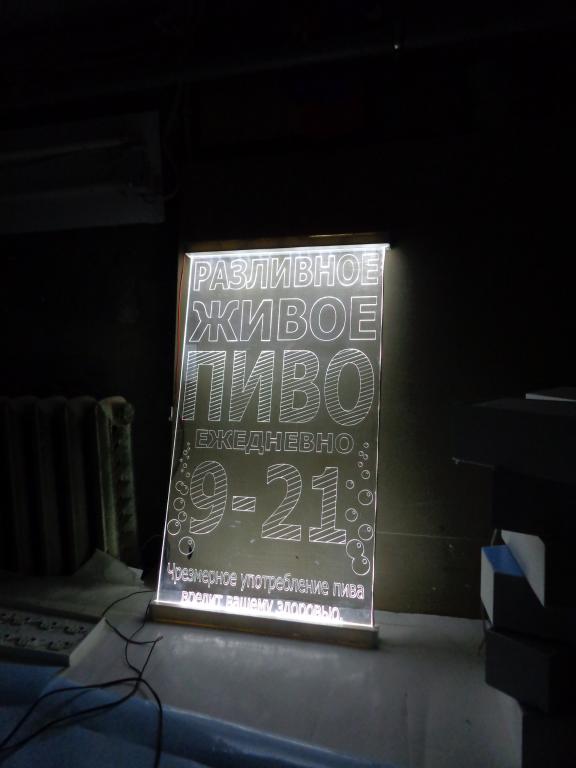 РАЗЛИВНОЕ
ЖИВОЕ
ПИВО
ЕЖЕДНЕВНО
9-21
Чрезмерное употребление пива
вредит вашему здоровью.